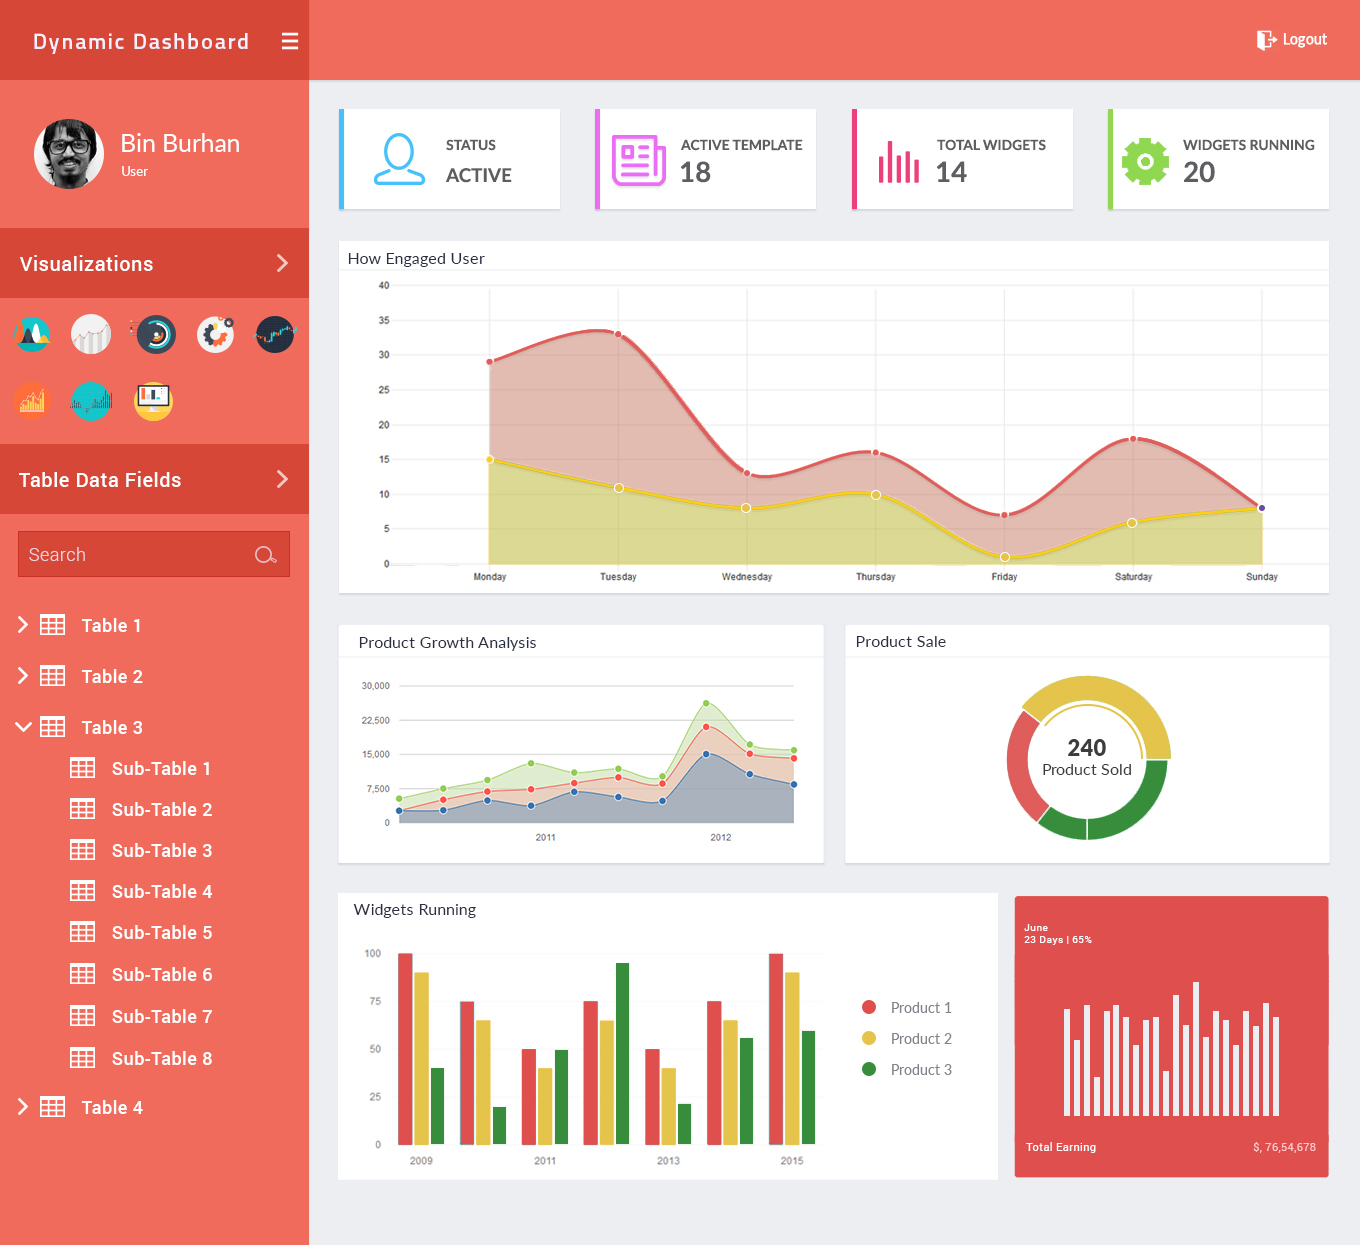 Dynamic Dashboard
Logout
Bin Burhan
User
Visualizations
Table Data Fields
Search
Table 1
Table 2
Table 3
Sub-Table 1
Sub-Table 2
Sub-Table 3
Sub-Table 4
Sub-Table 5
Sub-Table 6
Sub-Table 7
Sub-Table 8
Table 4
STATUS
ACTIVE
ACTIVE TEMPLATE
18
TOTAL WIDGETS
14
WIDGETS RUNNING
20
How Engaged User
40
35
30
25
20
15
10
5
0
Monday Tuesday Wednesday Thursday Friday Saturday Sunday
Product Growth Analysis
30,000
22,500
15,000
7,500
0
2011 2012
Product Sale
240
Product Sold
Widgets Running
100
75
50
25
0
2009 2011 2013 2015
Product 1
Product 2
Product 3
June
23 Days | 65%
Total Earning $, 76,54,678